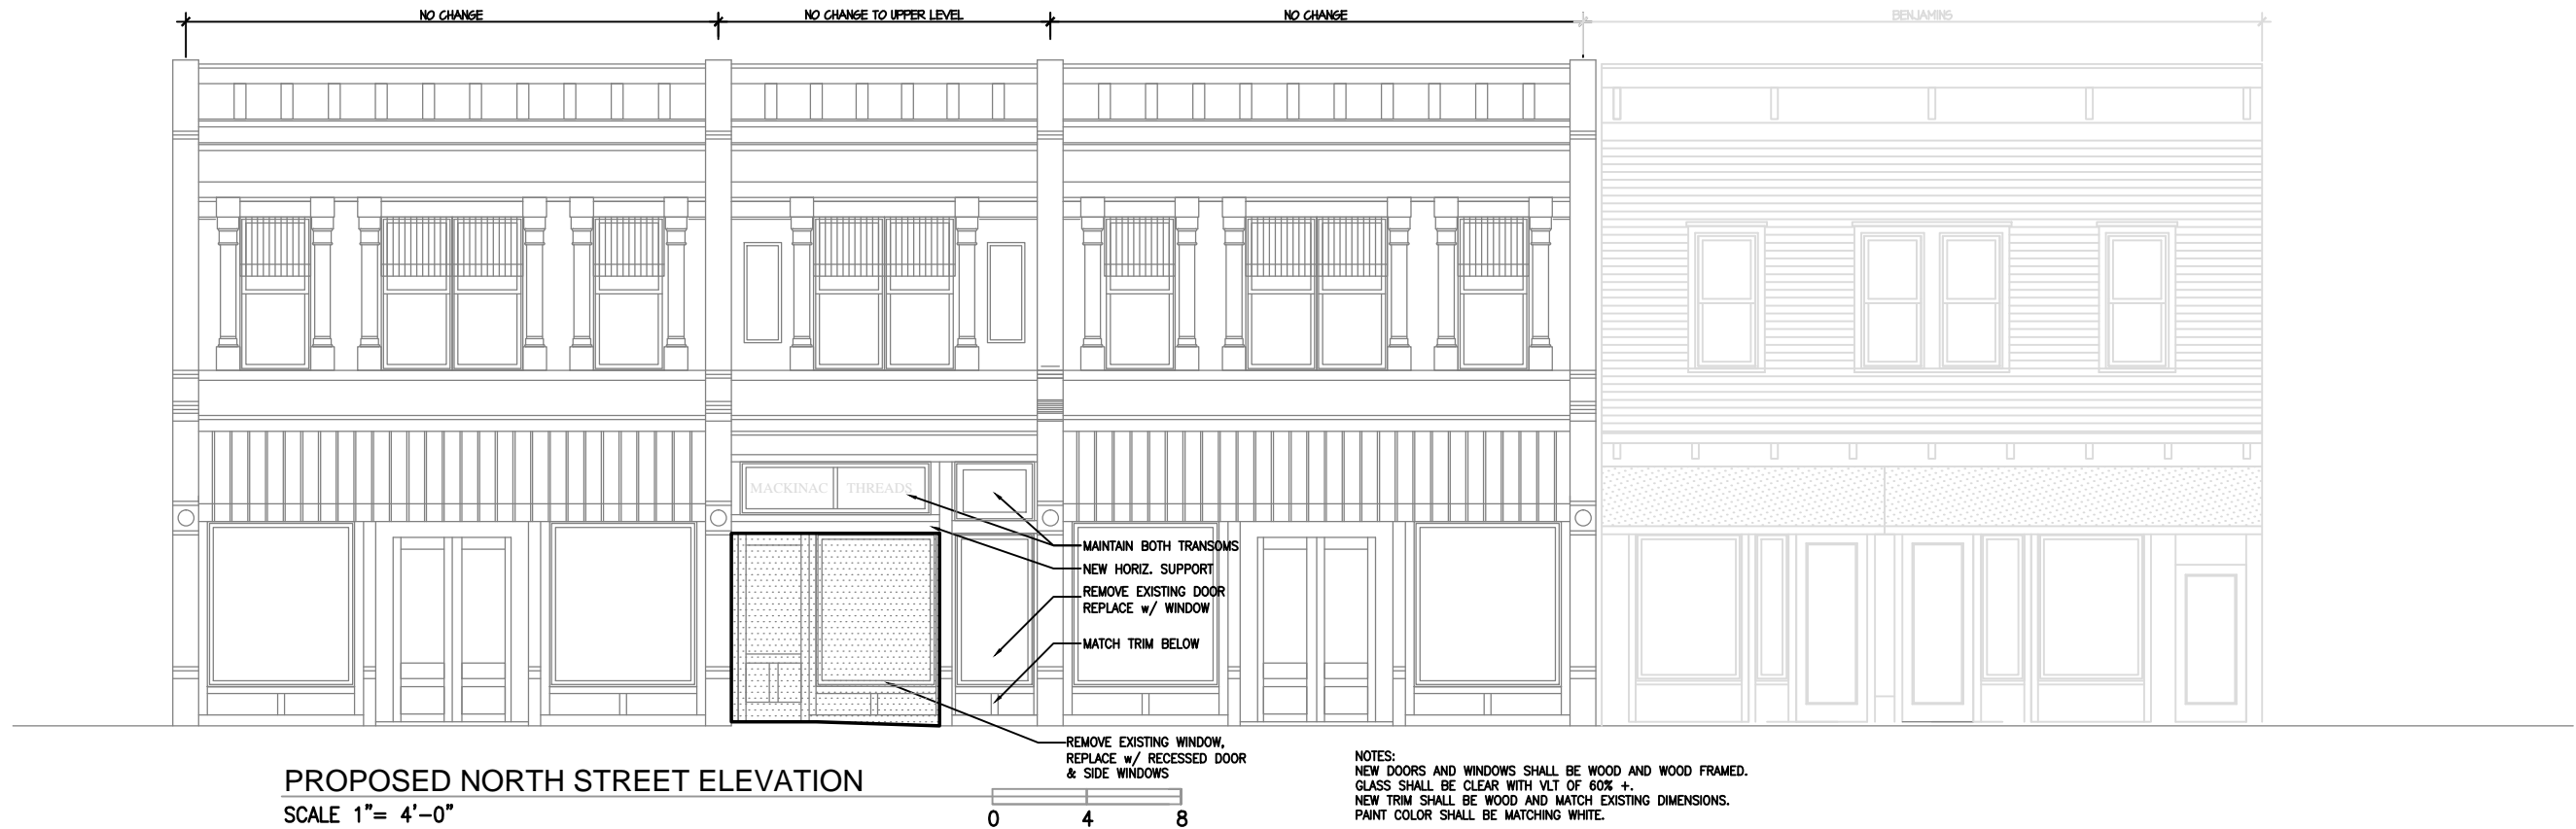 NO CHANGE
NO CHANGE TO UPPER LEVEL
NO CHANGE
BENJAMINS
MACKINAC THREADS
MAINTAIN BOTH TRANSOMS
NEW HORIZ. SUPPORT
REMOVE EXISTING DOOR
REPLACE w/ WINDOW
MATCH TRIM BELOW
REMOVE EXISTING WINDOW,
REPLACE w/ RECESSED DOOR
& SIDE WINDOWS
PROPOSED NORTH STREET ELEVATION
SCALE 1"= 4'-0"
0 4 8
NOTES:
NEW DOORS AND WINDOWS SHALL BE WOOD AND WOOD FRAMED.
GLASS SHALL BE CLEAR WITH VLT OF 60% +.
NEW TRIM SHALL BE WOOD AND MATCH EXISTING DIMENSIONS.
PAINT COLOR SHALL BE MATCHING WHITE.